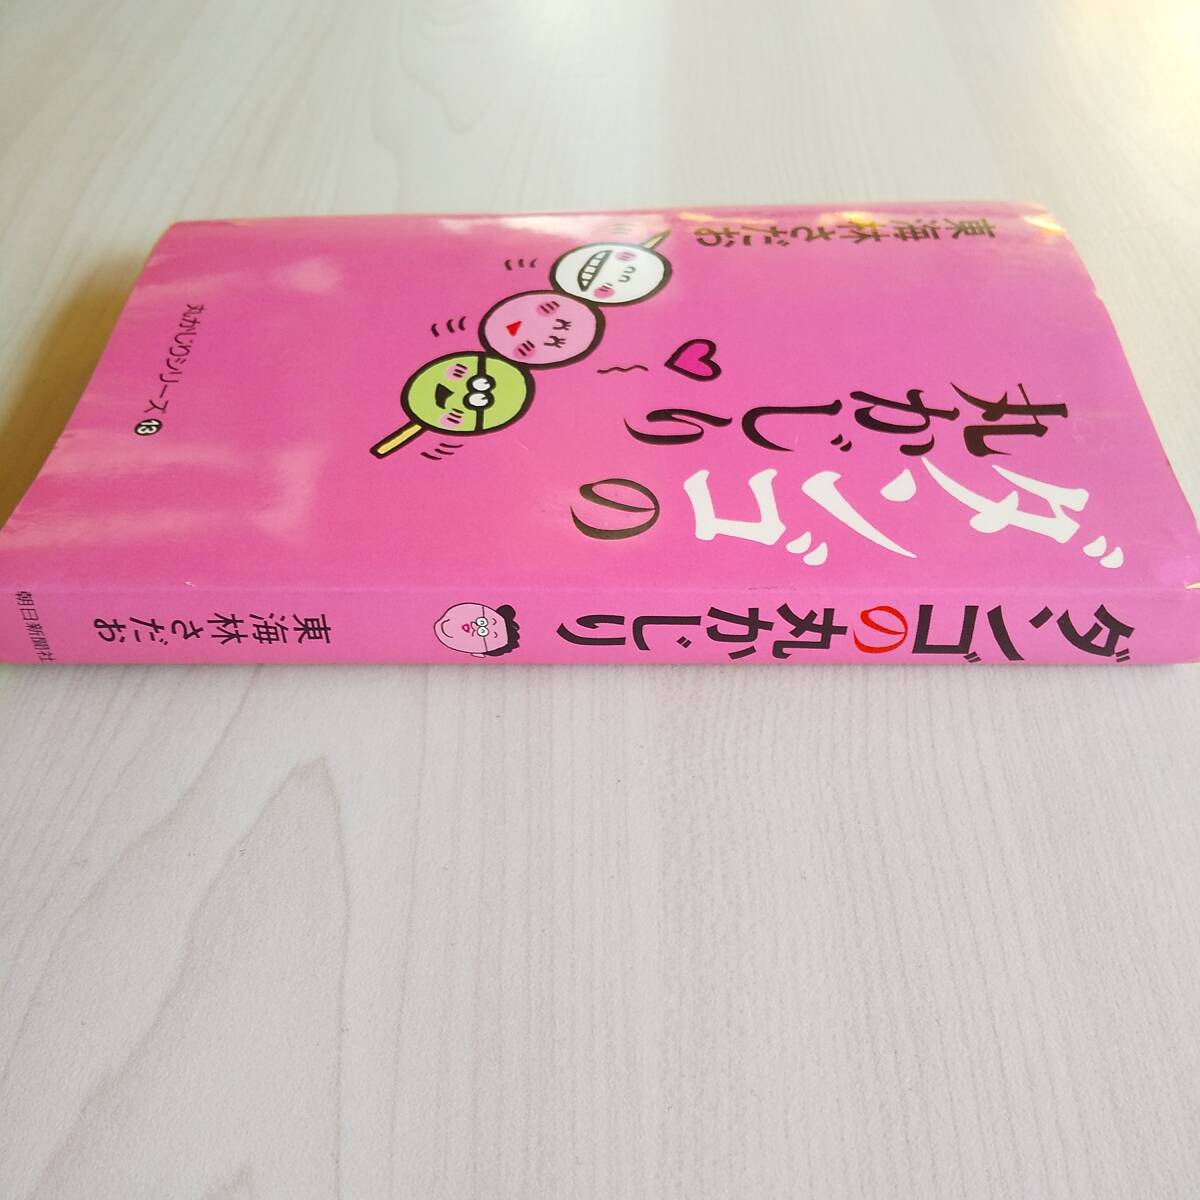 東海林さだお
ダンゴの
丸かじり
丸かじりシリーズ⓭
ダンゴの丸かじり
東海林さだお
朝日新聞社